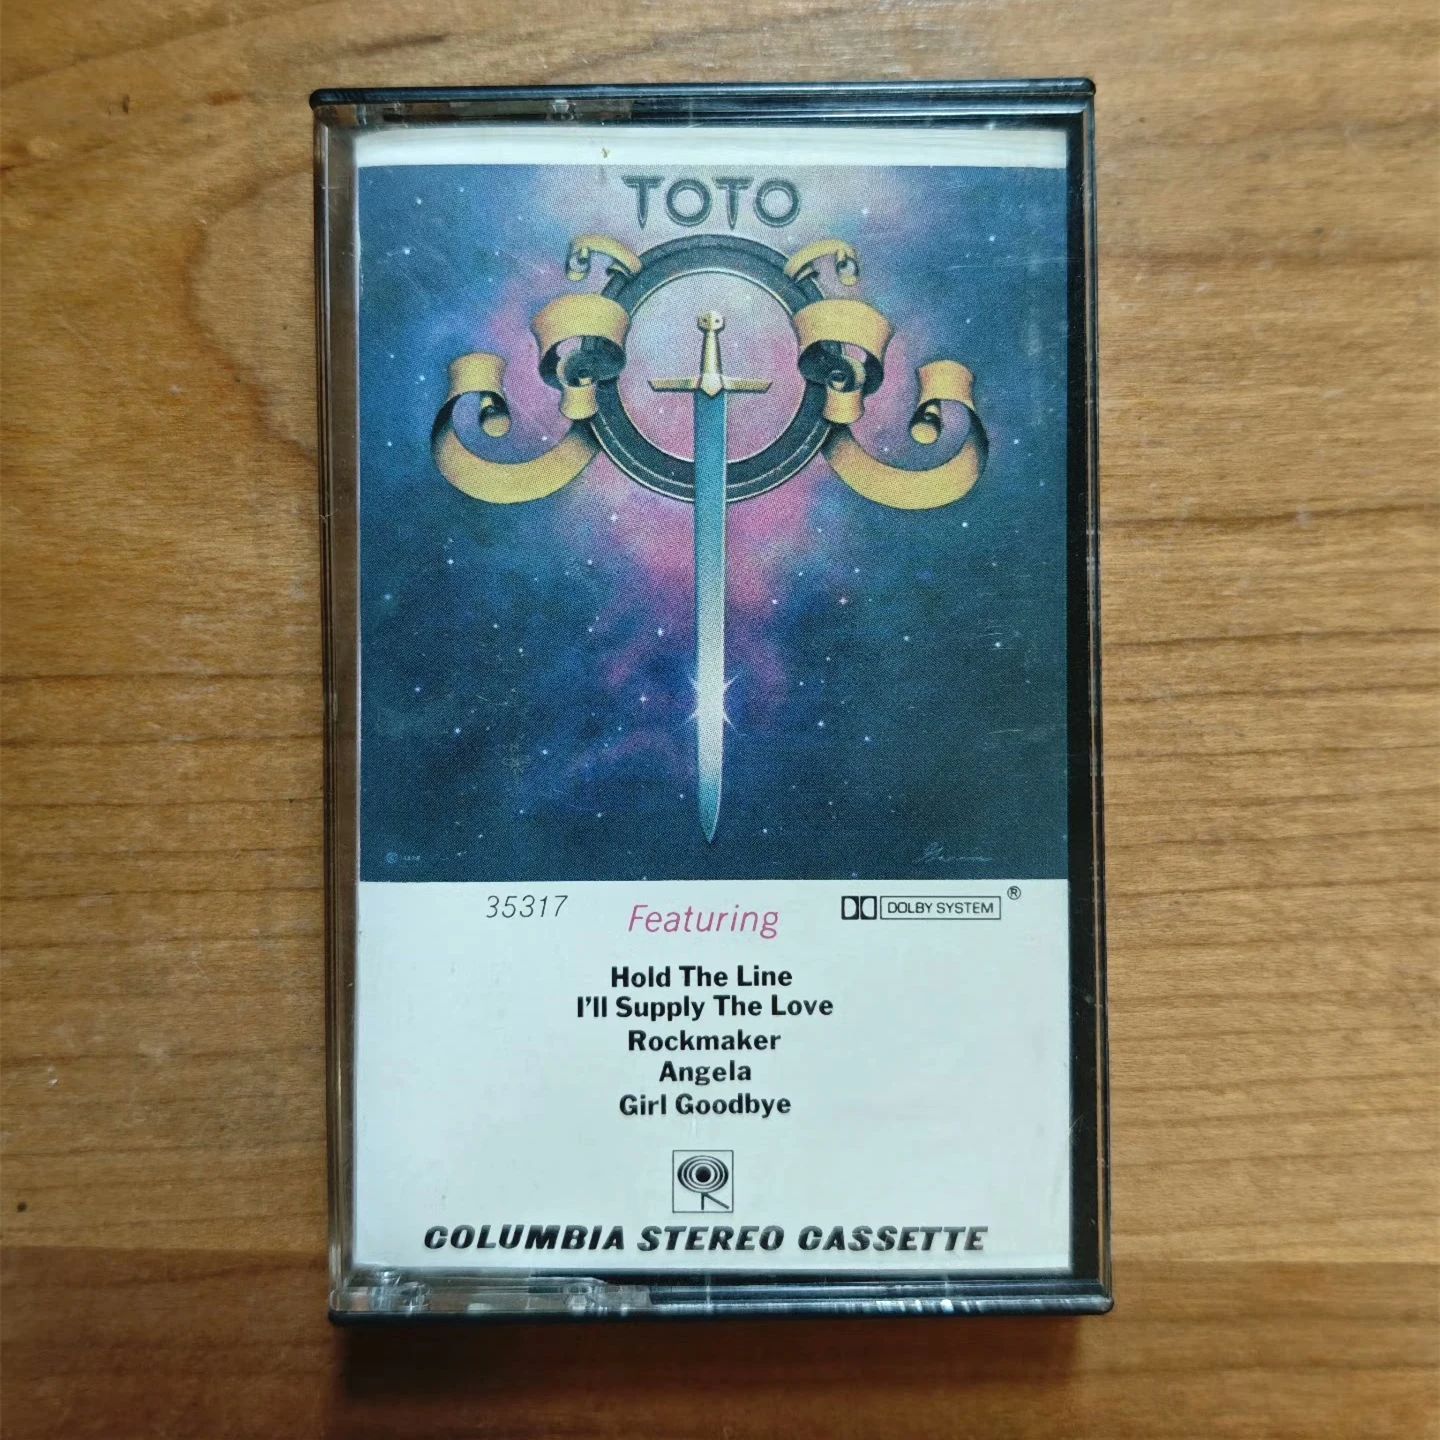 TOTO
©
35317
Featuring
DOLBY SYSTEM ®
Hold The Line
I'll Supply The Love
Rockmaker
Angela
Girl Goodbye
COLUMBIA STEREO CASSETTE